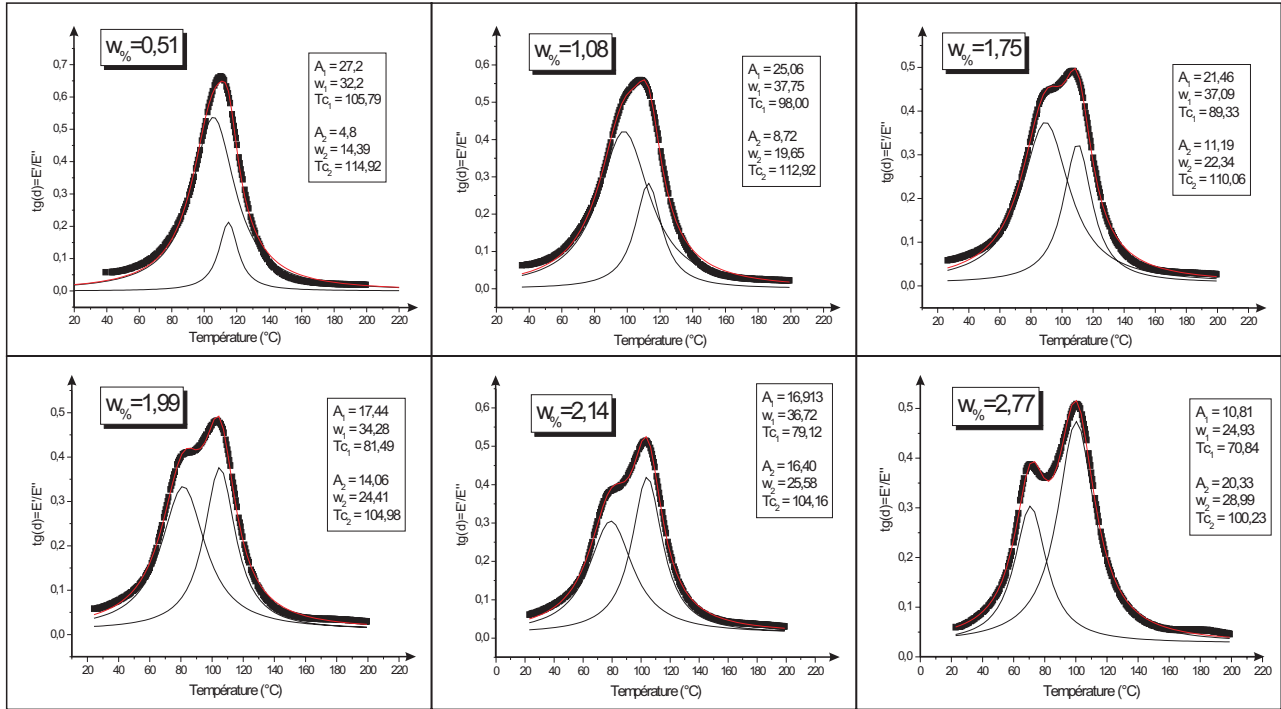 w%=0,51
A1 = 27,2
w1 = 32,2
Tc1 = 105,79
A2 = 4,8
w2 = 14,39
Tc2 = 114,92
tg(d)=E'/E"
0,7
0,6
0,5
0,4
0,3
0,2
0,1
0,0
20 40 60 80 100 120 140 160 180 200 220
Température (°C)
w%=1,08
A1 = 25,06
w1 = 37,75
Tc1 = 98,00
A2 = 8,72
w2 = 19,65
Tc2 = 112,92
tg(d)=E'/E"
0,7
0,6
0,5
0,4
0,3
0,2
0,1
0,0
20 40 60 80 100 120 140 160 180 200 220
Température (°C)
w%=1,75
A1 = 21,46
w1 = 37,09
Tc1 = 89,33
A2 = 11,19
w2 = 22,34
Tc2 = 110,06
tg(d)=E'/E"
0,5
0,4
0,3
0,2
0,1
0,0
20 40 60 80 100 120 140 160 180 200 220
Température (°C)
w%=1,99
A1 = 17,44
w1 = 34,28
Tc1 = 81,49
A2 = 14,06
w2 = 24,41
Tc2 = 104,98
tg(d)=E'/E"
0,5
0,4
0,3
0,2
0,1
0,0
20 40 60 80 100 120 140 160 180 200 220
Température (°C)
w%=2,14
A1 = 16,913
w1 = 36,72
Tc1 = 79,12
A2 = 16,40
w2 = 25,58
Tc2 = 104,16
tg(d)=E'/E"
0,6
0,5
0,4
0,3
0,2
0,1
0,0
0 20 40 60 80 100 120 140 160 180 200 220
Température (°C)
w%=2,77
A1 = 10,81
w1 = 24,93
Tc1 = 70,84
A2 = 20,33
w2 = 28,99
Tc2 = 100,23
tg(d)=E'/E"
0,5
0,4
0,3
0,2
0,1
0,0
0 20 40 60 80 100 120 140 160 180 200 220
Température (°C)